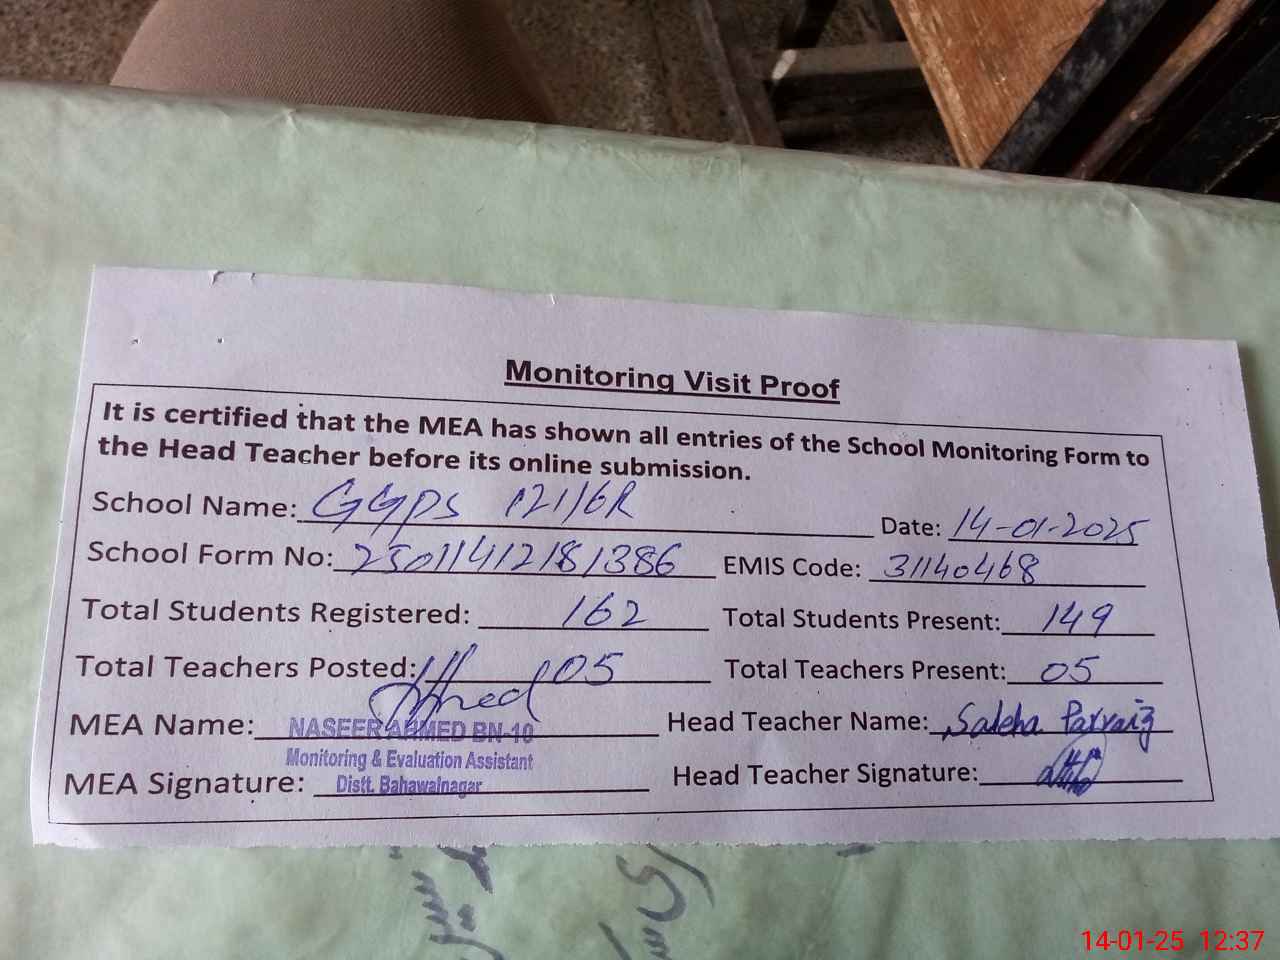 Monitoring Visit Proof
It is certified that the MEA has shown all entries of the School Monitoring Form to
the Head Teacher before its online submission.
School Name: GGPS 121/6R Date: 14-01-2025
School Form No: 25011412181386 EMIS Code: 31140468
Total Students Registered: 162 Total Students Present: 149
Total Teachers Posted: 05 Total Teachers Present: 05
MEA Name: NASEER AHMED BN-10 Head Teacher Name: Saleha Parvaiz
Monitoring & Evaluation Assistant
MEA Signature: Distt. Bahawalnagar Head Teacher Signature:
14-01-25 12:37